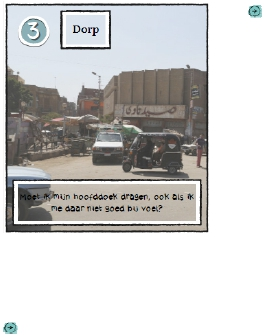 3
Dorp
Moet ik mijn hoofddoek dragen, ook als ik
me daar niet goed bij voel?